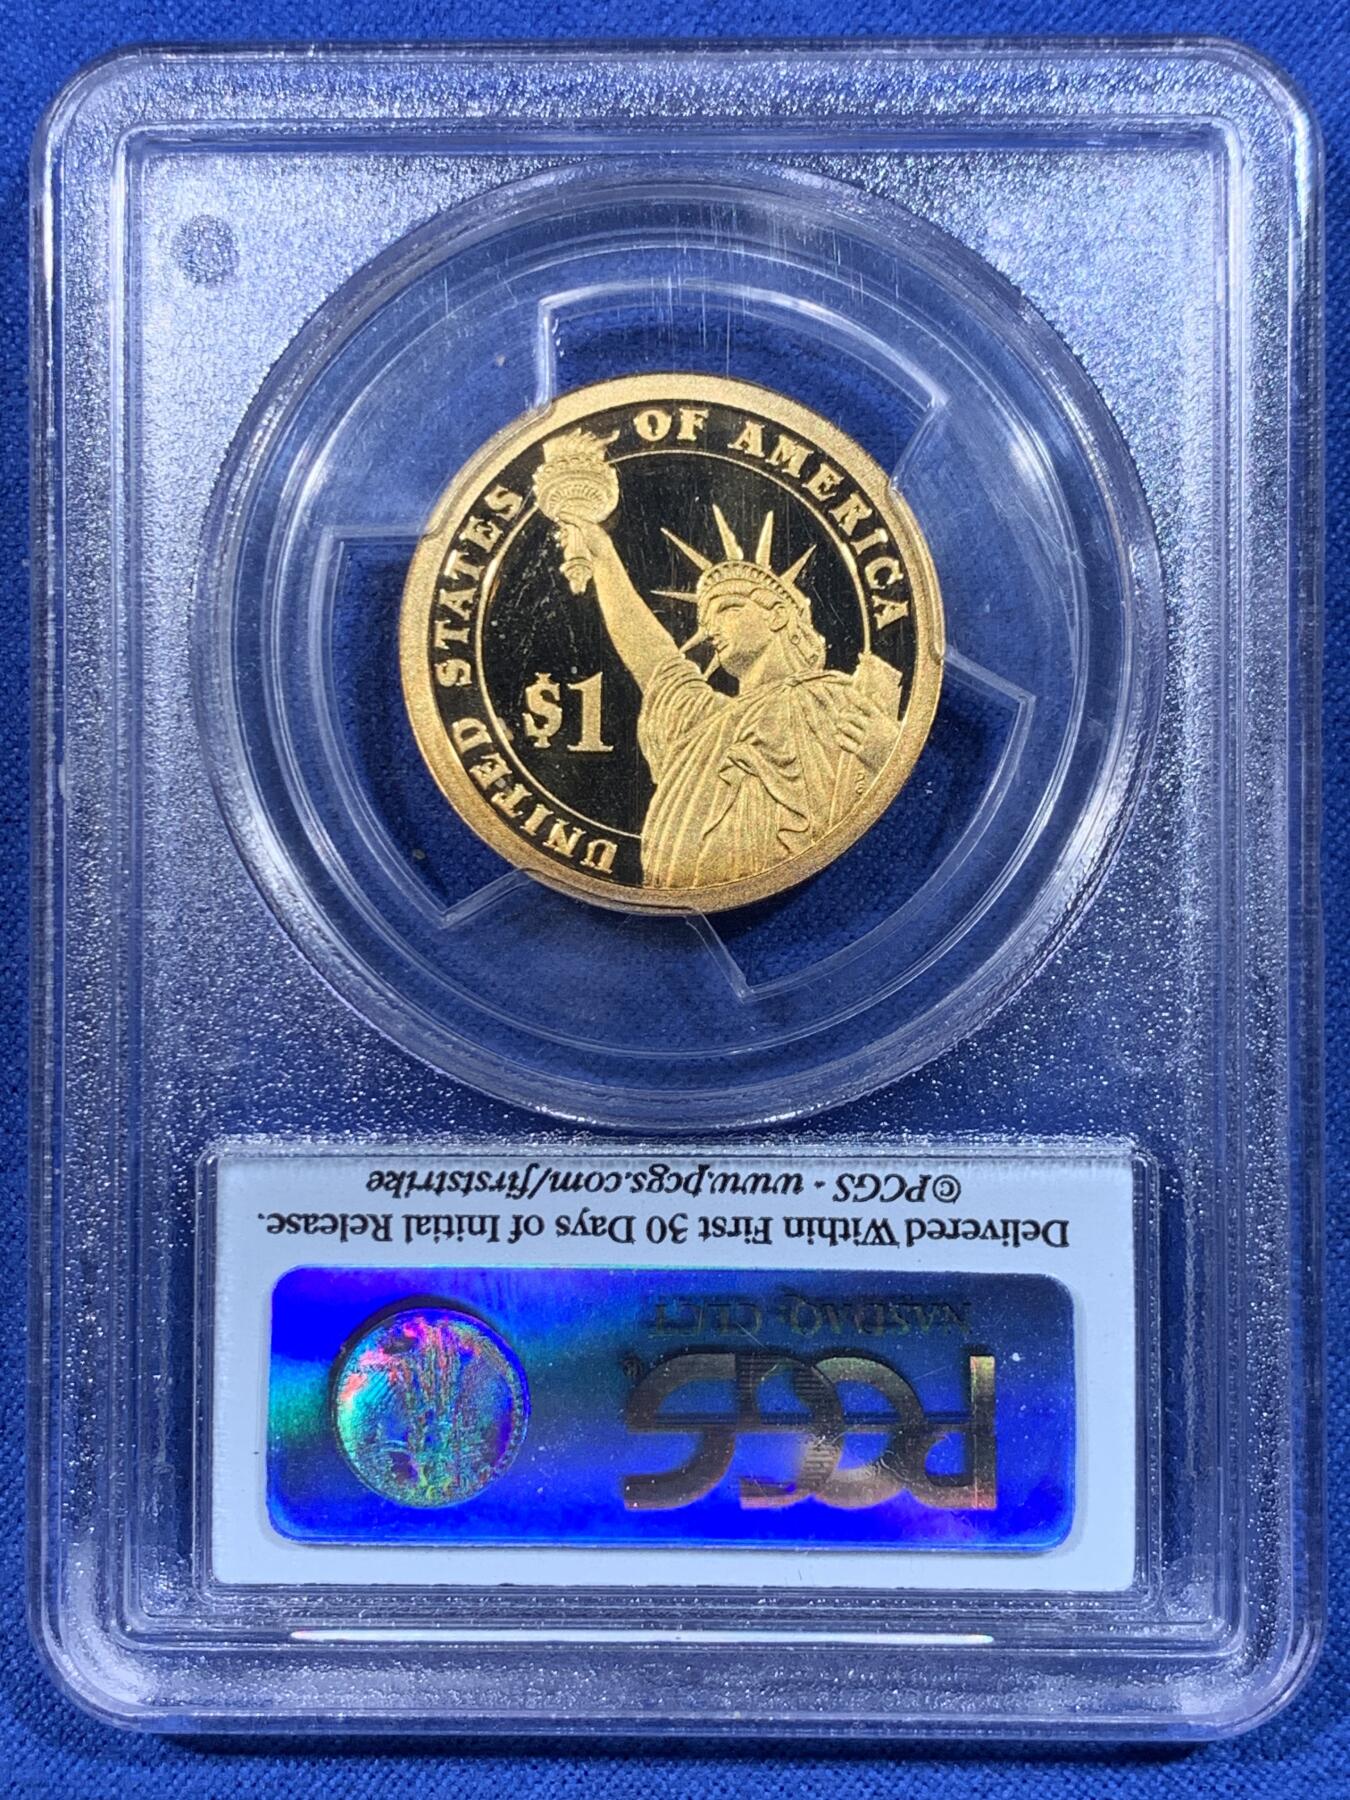 UNITED STATES OF AMERICA
$1
©PCGS - www.pcgs.com/firststrike
Delivered Within First 30 Days of Initial Release.
NASDAQ: CLCT
PCGS